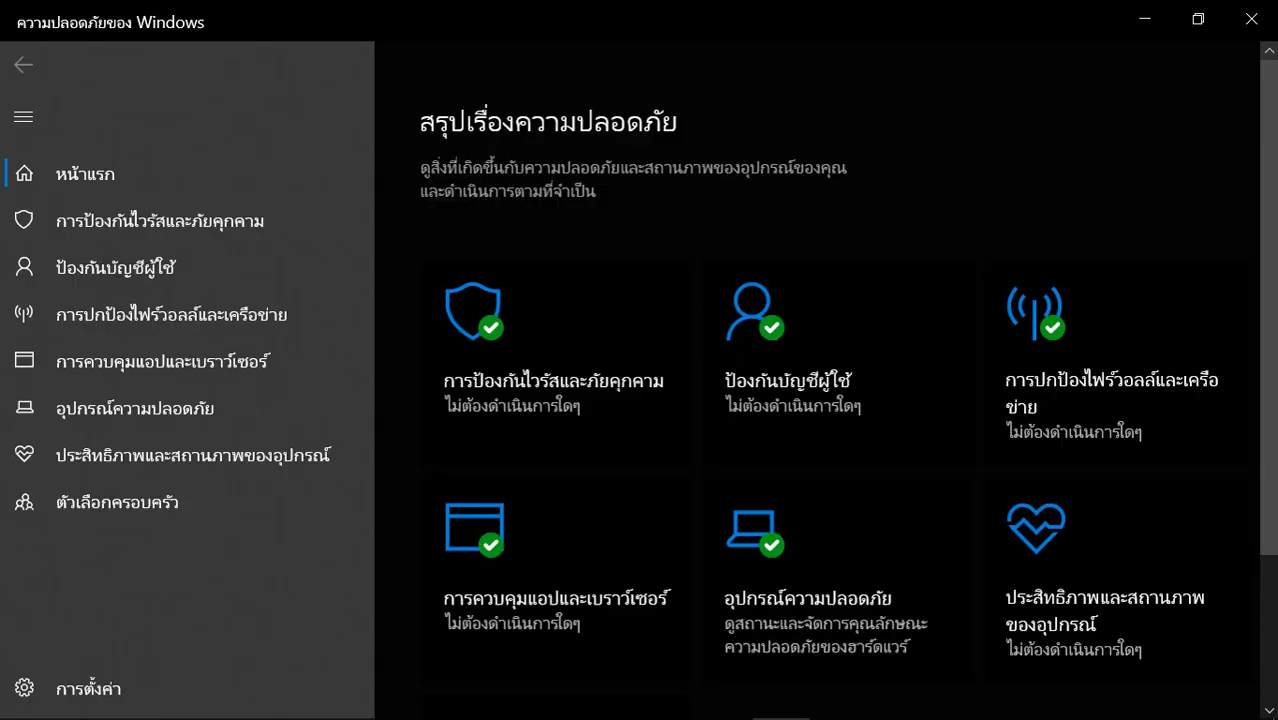 ความปลอดภัยของ Windows
หน้าแรก
การป้องกันไวรัสและภัยคุกคาม
ป้องกันบัญชีผู้ใช้
การปกป้องไฟร์วอลล์และเครือข่าย
การควบคุมแอปและเบราว์เซอร์
อุปกรณ์ความปลอดภัย
ประสิทธิภาพและสถานภาพของอุปกรณ์
ตัวเลือกครอบครัว
การตั้งค่า
สรุปเรื่องความปลอดภัย
ดูสิ่งที่เกิดขึ้นกับความปลอดภัยและสถานภาพของอุปกรณ์ของคุณ
และดำเนินการตามที่จำเป็น
การป้องกันไวรัสและภัยคุกคาม
ไม่ต้องดำเนินการใดๆ
ป้องกันบัญชีผู้ใช้
ไม่ต้องดำเนินการใดๆ
การปกป้องไฟร์วอลล์และเครือ
ข่าย
ไม่ต้องดำเนินการใดๆ
การควบคุมแอปและเบราว์เซอร์
ไม่ต้องดำเนินการใดๆ
อุปกรณ์ความปลอดภัย
ดูสถานะและจัดการคุณลักษณะ
ความปลอดภัยของฮาร์ดแวร์
ประสิทธิภาพและสถานภาพ
ของอุปกรณ์
ไม่ต้องดำเนินการใดๆ